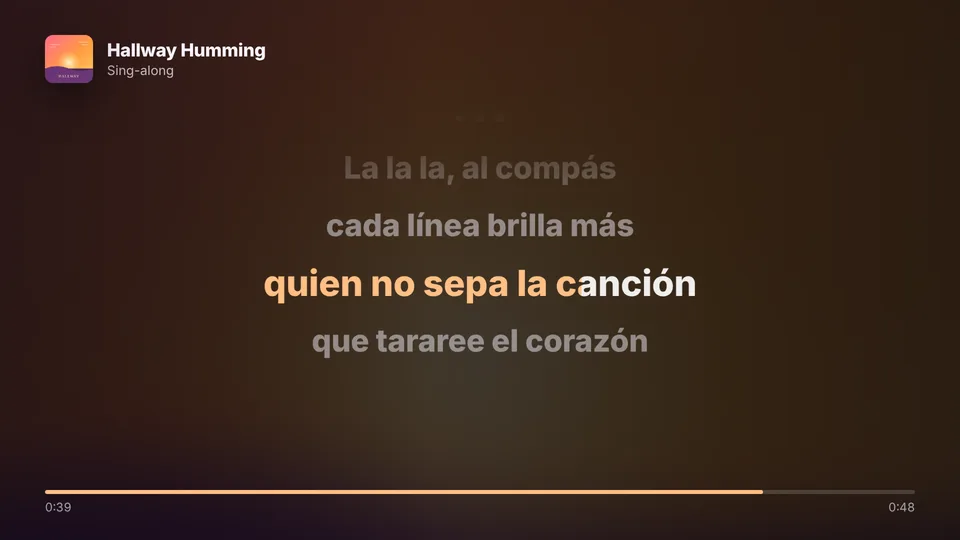 Hallway Humming
Sing-along
La la la, al compás
cada línea brilla más
quien no sepa la canción
que tararee el corazón
0:39
0:48